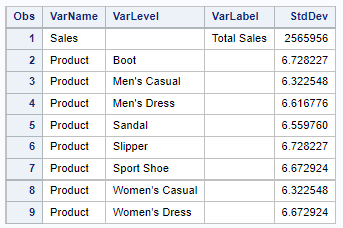 Obs VarName VarLevel VarLabel StdDev
1 Sales Total Sales 2565956
2 Product Boot 6.728227
3 Product Men's Casual 6.322548
4 Product Men's Dress 6.616776
5 Product Sandal 6.559760
6 Product Slipper 6.728227
7 Product Sport Shoe 6.672924
8 Product Women's Casual 6.322548
9 Product Women's Dress 6.672924